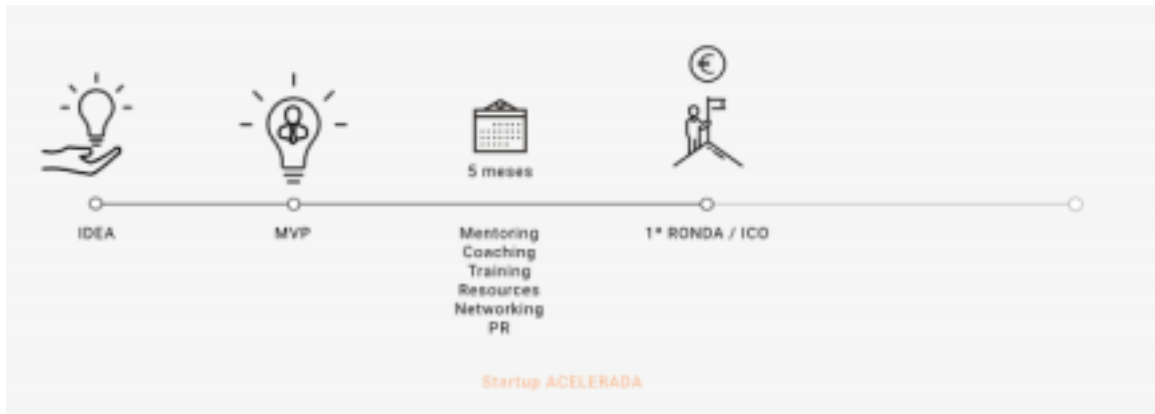 5 meses
IDEA
MVP
Mentoring
Coaching
Training
Resources
Networking
PR
1ª RONDA / ICO
Startup ACELERADA